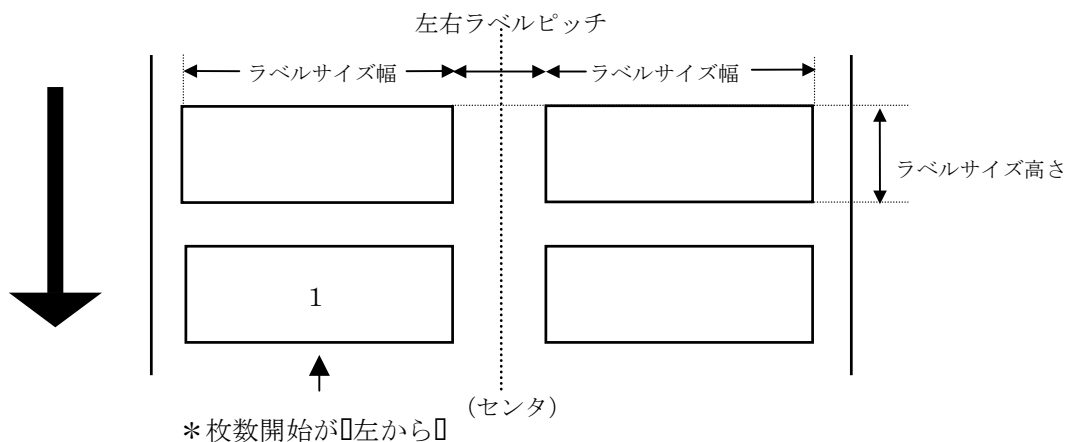 左右ラベルピッチ
ラベルサイズ幅
ラベルサイズ幅
ラベルサイズ高さ
1
(センタ)
＊枚数開始が▯左から▯